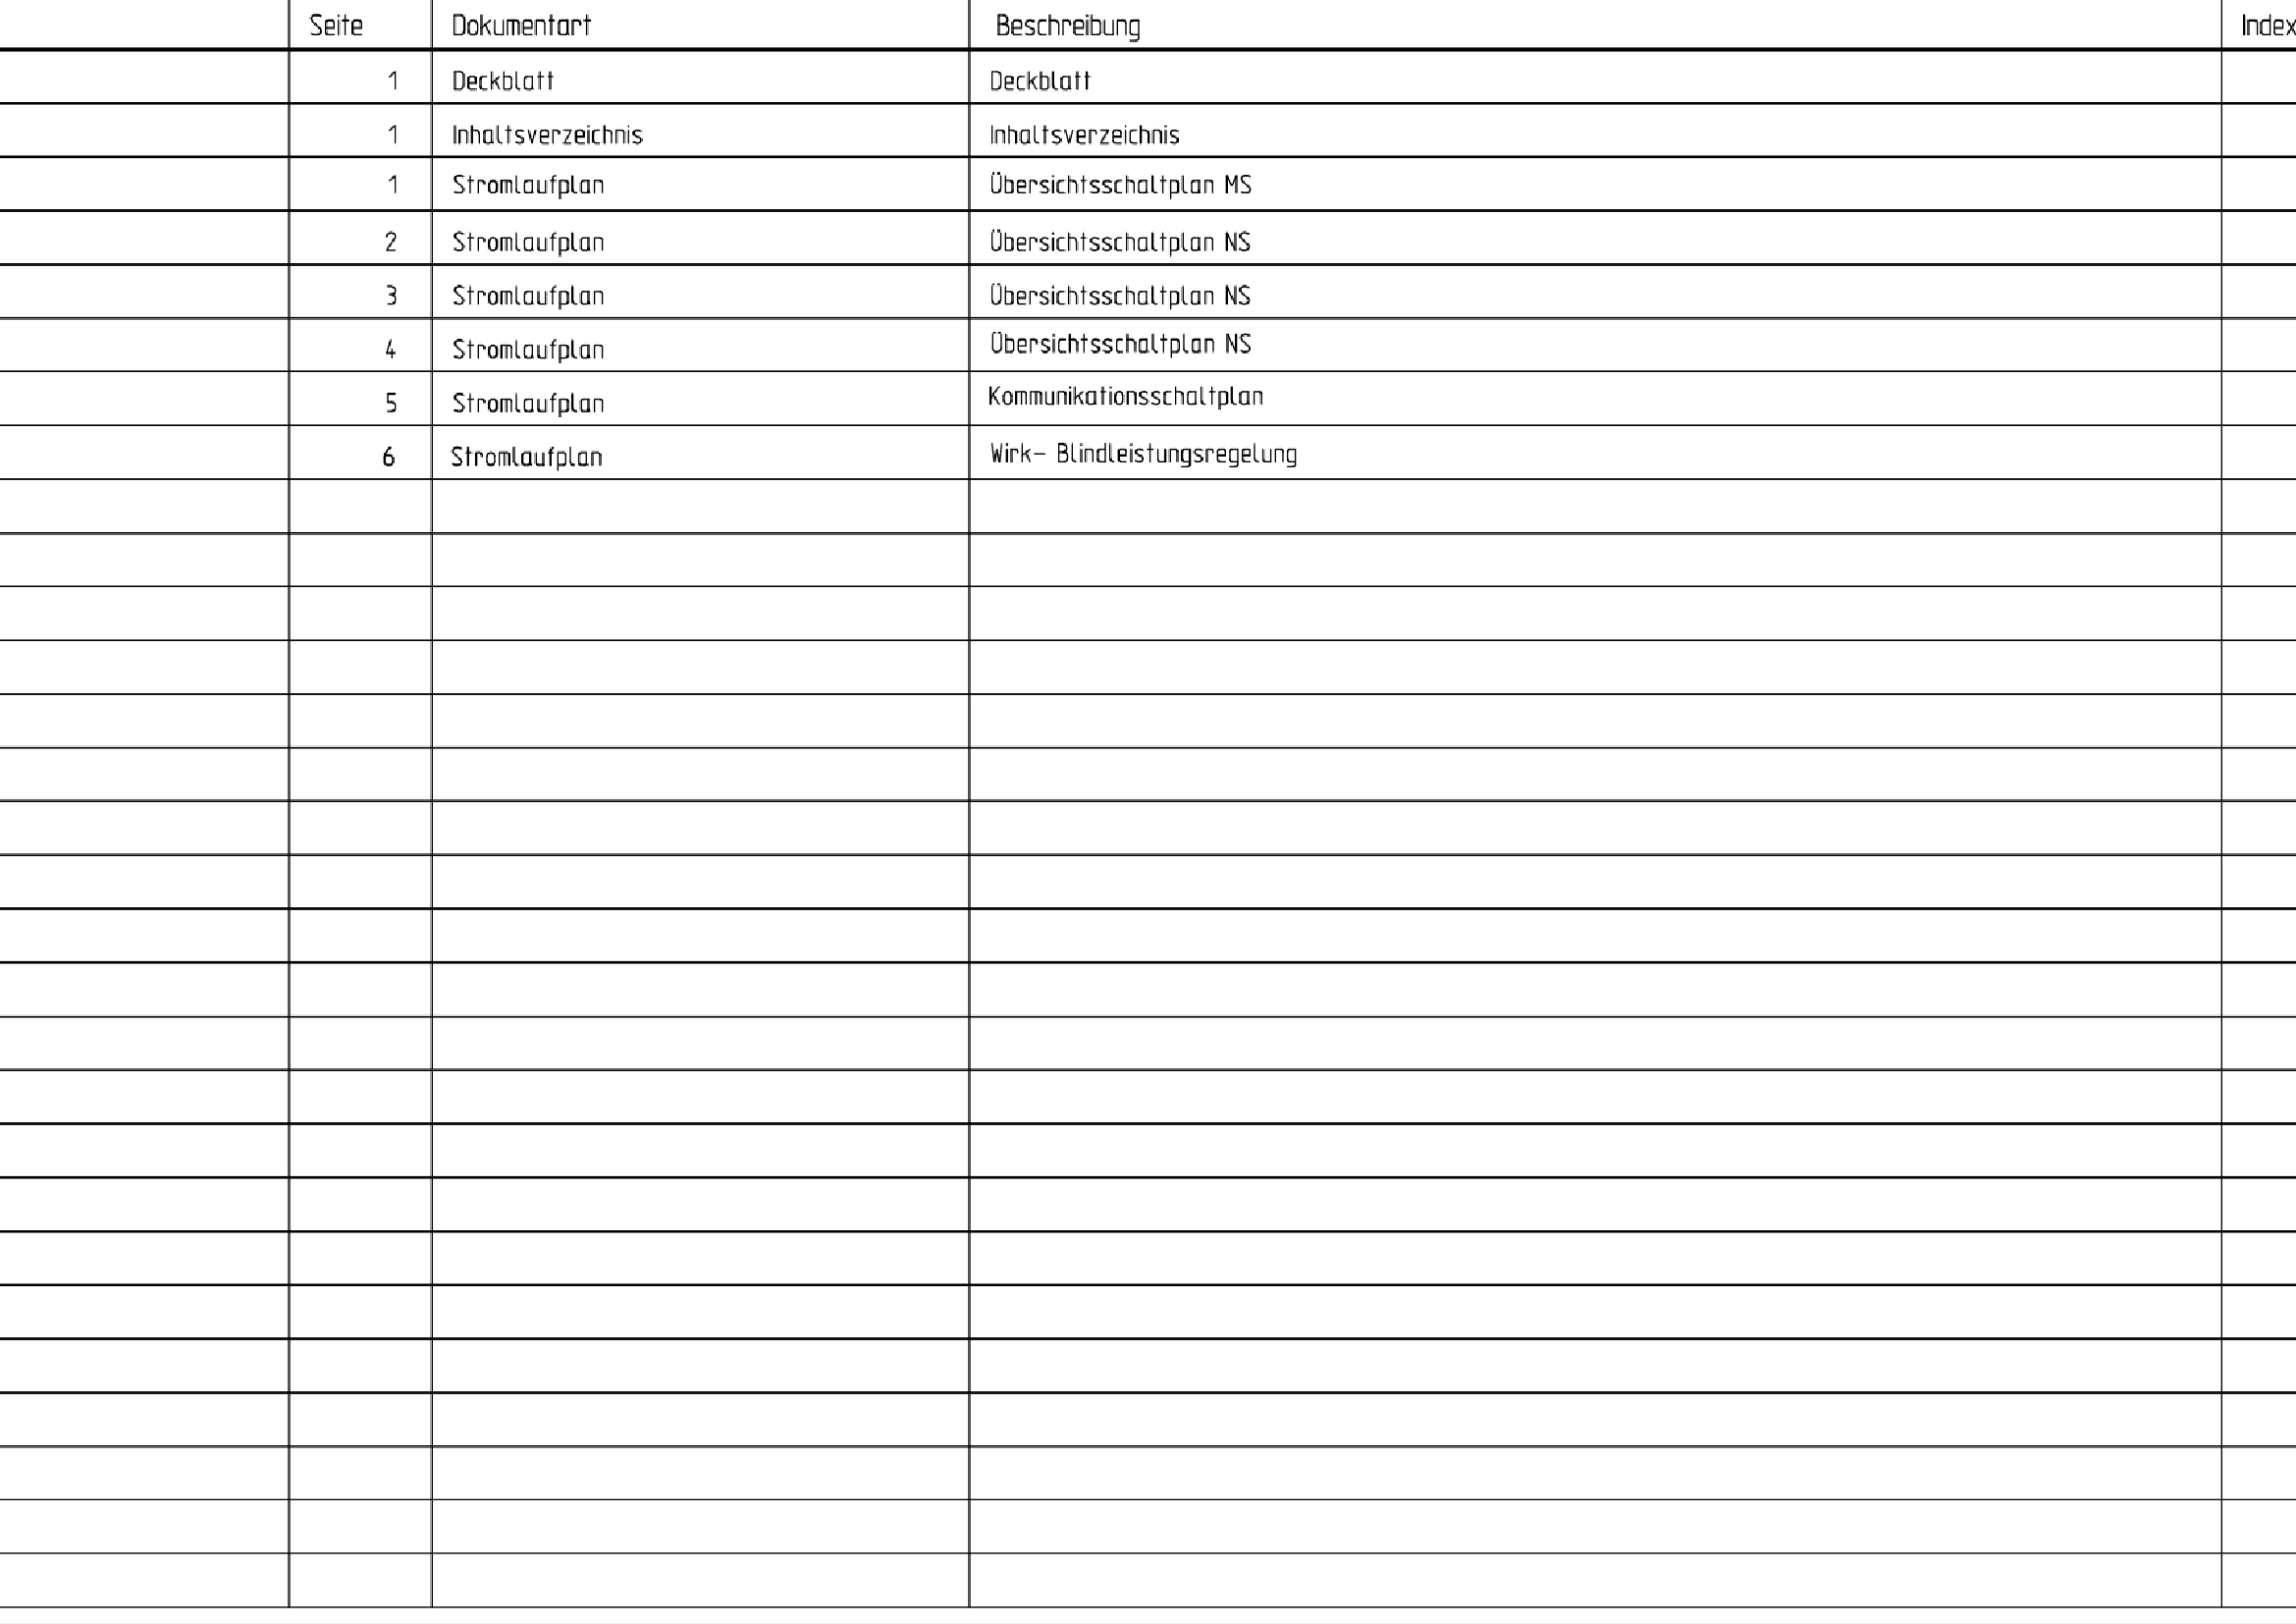 Seite Dokumentart Beschreibung Index
1 Deckblatt Deckblatt
1 Inhaltsverzeichnis Inhaltsverzeichnis
1 Stromlaufplan Übersichtsschaltplan MS
2 Stromlaufplan Übersichtsschaltplan NS
3 Stromlaufplan Übersichtsschaltplan NS
4 Stromlaufplan Übersichtsschaltplan NS
5 Stromlaufplan Kommunikationsschaltplan
6 Stromlaufplan Wirk- Blindleistungsregelung